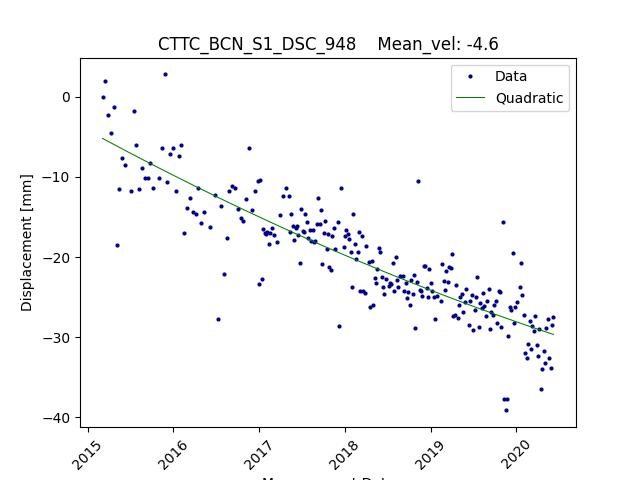 CTTC_BCN_S1_DSC_948    Mean_vel: -4.6
Data
Quadratic
Displacement [mm]
0
−10
−20
−30
−40
2015
2016
2017
2018
2019
2020